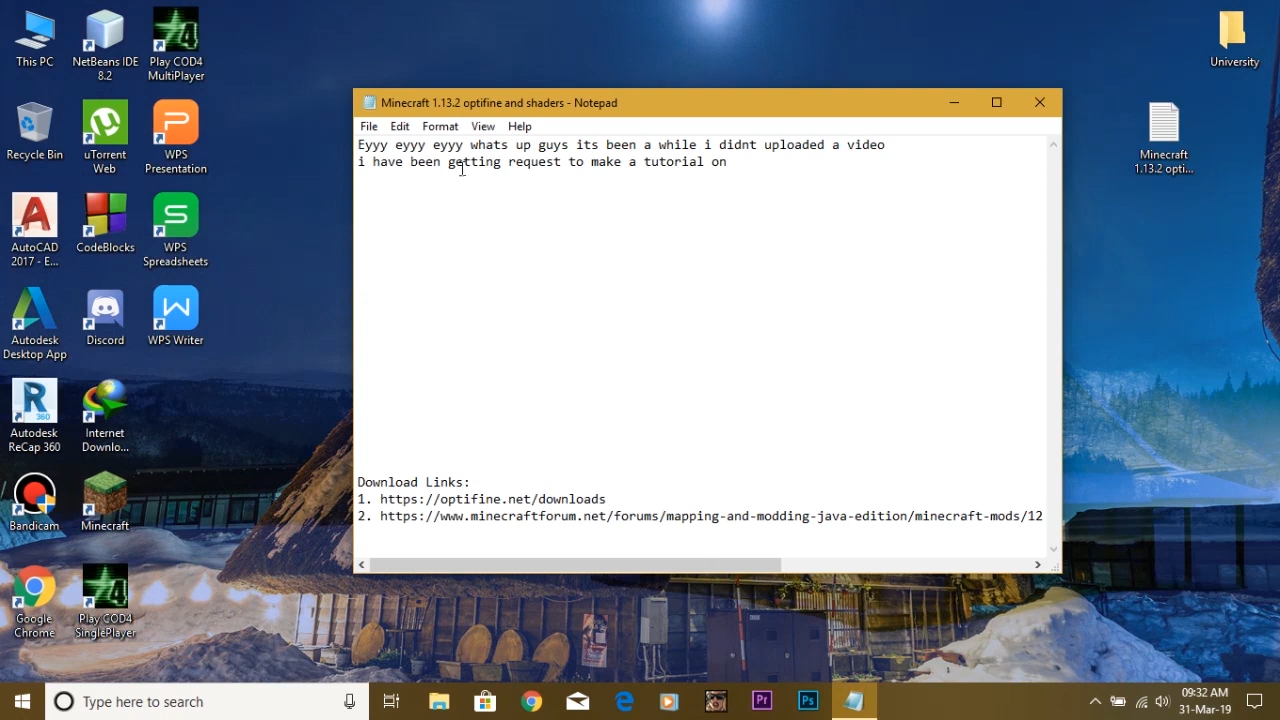 This PC
NetBeans IDE
8.2
Play COD4
MultiPlayer
Recycle Bin
uTorrent
Web
WPS
Presentation
AutoCAD
2017 - E...
CodeBlocks
WPS
Spreadsheets
Autodesk
Desktop App
Discord
WPS Writer
Autodesk
ReCap 360
Internet
Downlo...
Bandicam
Minecraft
Google
Chrome
Play COD4
SinglePlayer
University
Minecraft
1.13.2 opti...
Minecraft 1.13.2 optifine and shaders - Notepad
File Edit Format View Help
Eyyy eyyy eyyy whats up guys its been a while i didnt uploaded a video
i have been getting request to make a tutorial on
Download Links:
1. https://optifine.net/downloads
2. https://www.minecraftforum.net/forums/mapping-and-modding-java-edition/minecraft-mods/12
Type here to search
09:32 AM
31-Mar-19